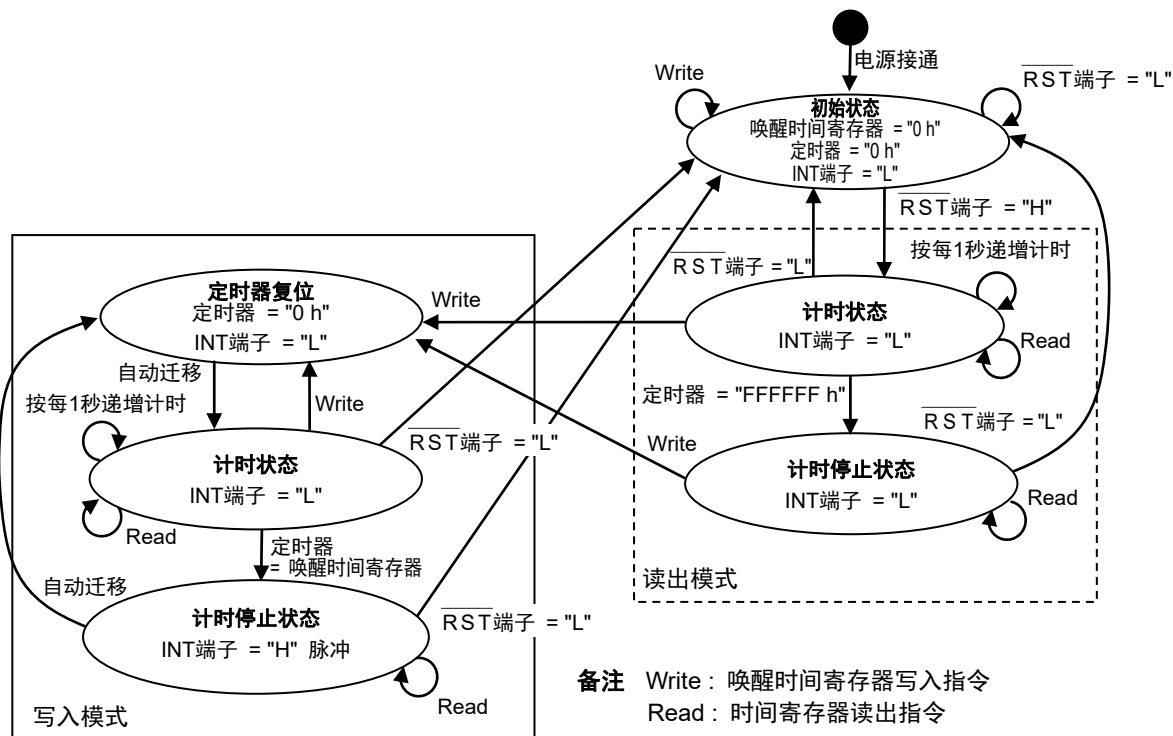 电源接通
Write
RST端子 = "L"
初始状态
唤醒时间寄存器 = "0 h"
定时器 = "0 h"
INT端子 = "L"
RST端子 = "H"
RST端子 = "L"
按每1秒递增计时
计时状态
INT端子 = "L"
Read
Write
定时器 = "FFFFFF h"
RST端子 = "L"
Write
计时停止状态
INT端子 = "L"
Read
读出模式
定时器复位
定时器 = "0 h"
INT端子 = "L"
自动迁移
Write
按每1秒递增计时
RST端子 = "L"
计时状态
INT端子 = "L"
Read
定时器
= 唤醒时间寄存器
自动迁移
计时停止状态
INT端子 = "H" 脉冲
RST端子 = "L"
Read
写入模式
备注 Write : 唤醒时间寄存器写入指令
Read : 时间寄存器读出指令